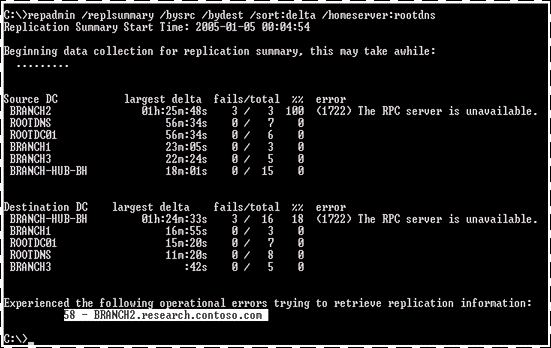 C:\>repadmin /replsummary /bysrc /bydest /sort:delta /homeserver:rootdns
Replication Summary Start Time: 2005-01-05 00:04:54
Beginning data collection for replication summary, this may take awhile:
.........
Source DC largest delta fails/total %% error
BRANCH2 01h:25m:48s 3 / 3 100 (1722) The RPC server is unavailable.
ROOTDNS 56m:34s 0 / 7 0
ROOTDC01 56m:34s 0 / 6 0
BRANCH1 23m:05s 0 / 3 0
BRANCH3 22m:24s 0 / 5 0
BRANCH-HUB-BH 18m:01s 0 / 15 0
Destination DC largest delta fails/total %% error
BRANCH-HUB-BH 01h:24m:33s 3 / 16 18 (1722) The RPC server is unavailable.
BRANCH1 16m:55s 0 / 3 0
ROOTDC01 15m:20s 0 / 7 0
ROOTDNS 11m:20s 0 / 8 0
BRANCH3 :42s 0 / 5 0
Experienced the following operational errors trying to retrieve replication information:
58 - BRANCH2.research.contoso.com
C:\>_